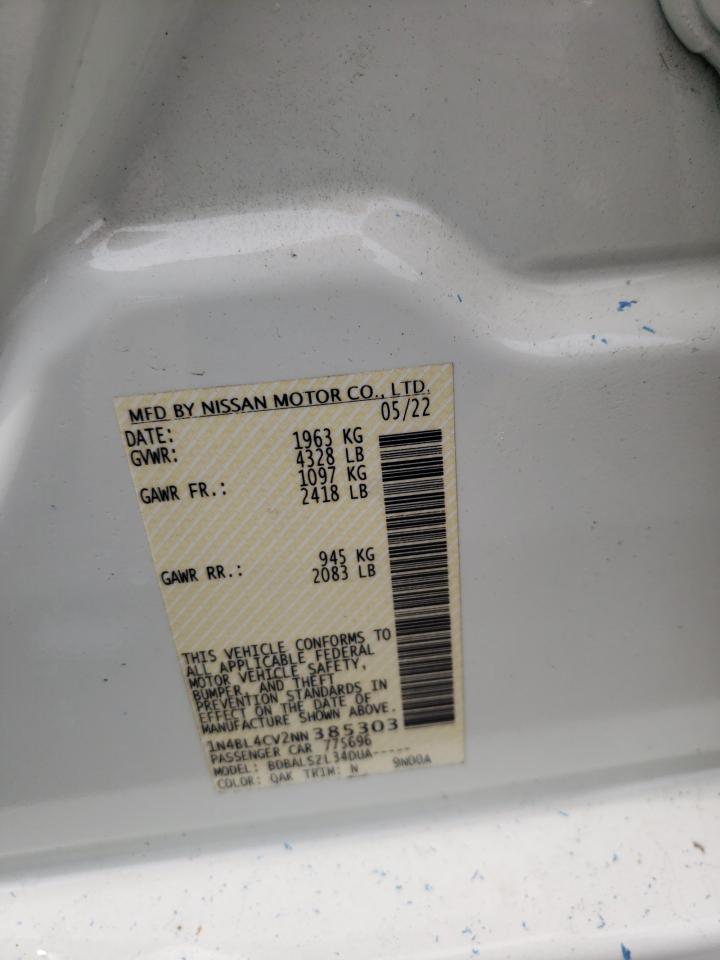 MFD BY NISSAN MOTOR CO., LTD.
DATE: 05/22
GVWR: 1963 KG
4328 LB
GAWR FR.: 1097 KG
2418 LB
GAWR RR.: 945 KG
2083 LB
THIS VEHICLE CONFORMS TO
ALL APPLICABLE FEDERAL
MOTOR VEHICLE SAFETY,
BUMPER, AND THEFT
PREVENTION STANDARDS IN
EFFECT ON THE DATE OF
MANUFACTURE SHOWN ABOVE.
1N4BL4CV2NN385303
PASSENGER CAR 775696
MODEL: BDBALSZL34DUA-----
COLOR: QAK TRIM: N 9N00A